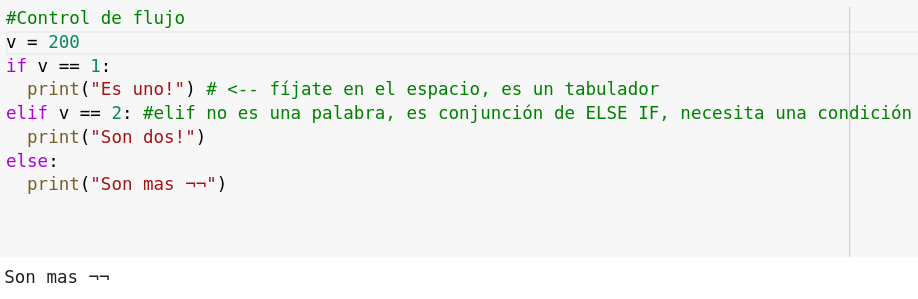 #Control de flujo
v = 200
if v == 1:
  print("Es uno!") # <-- fíjate en el espacio, es un tabulador
elif v == 2: #elif no es una palabra, es conjunción de ELSE IF, necesita una condición
  print("Son dos!")
else:
  print("Son mas ¬¬")
Son mas ¬¬